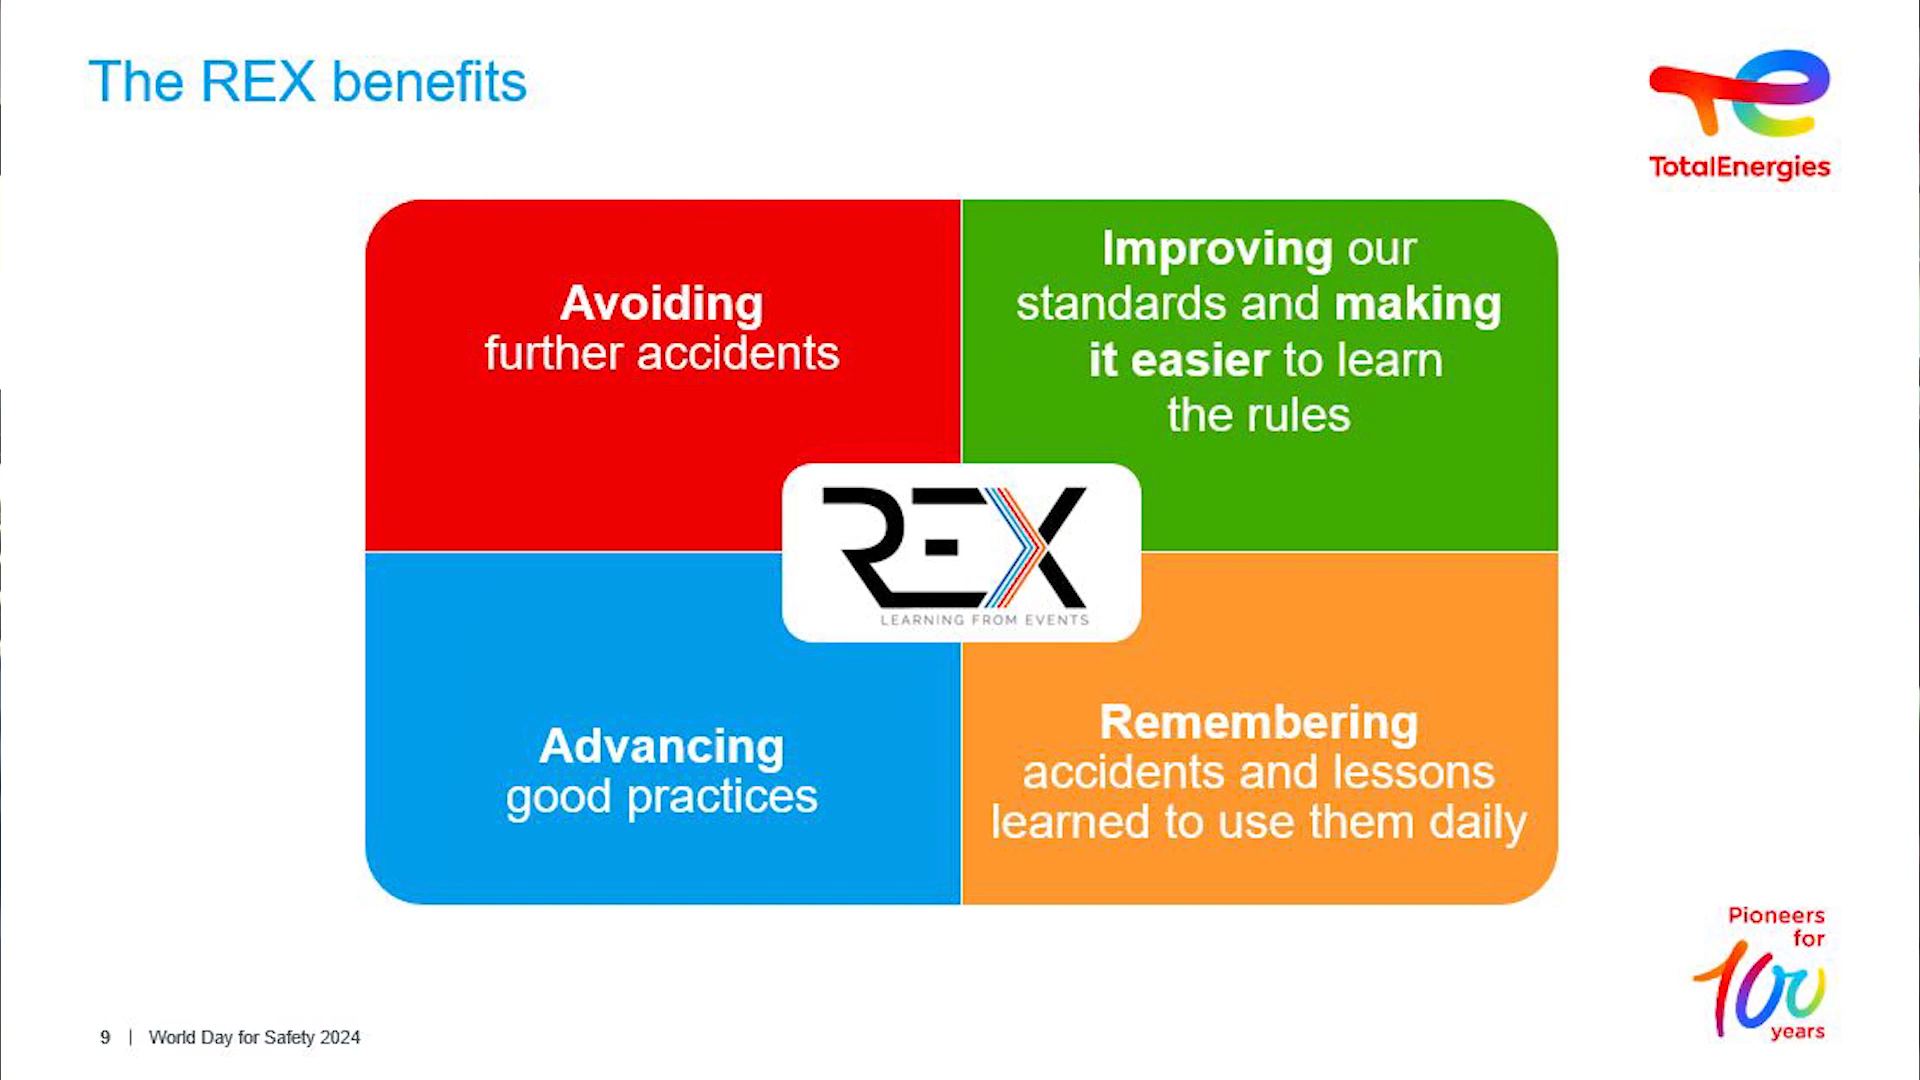 The REX benefits
TotalEnergies
Avoiding
further accidents
Improving our
standards and making
it easier to learn
the rules
REX
LEARNING FROM EVENTS
Advancing
good practices
Remembering
accidents and lessons
learned to use them daily
Pioneers
for
100
years
9 | World Day for Safety 2024